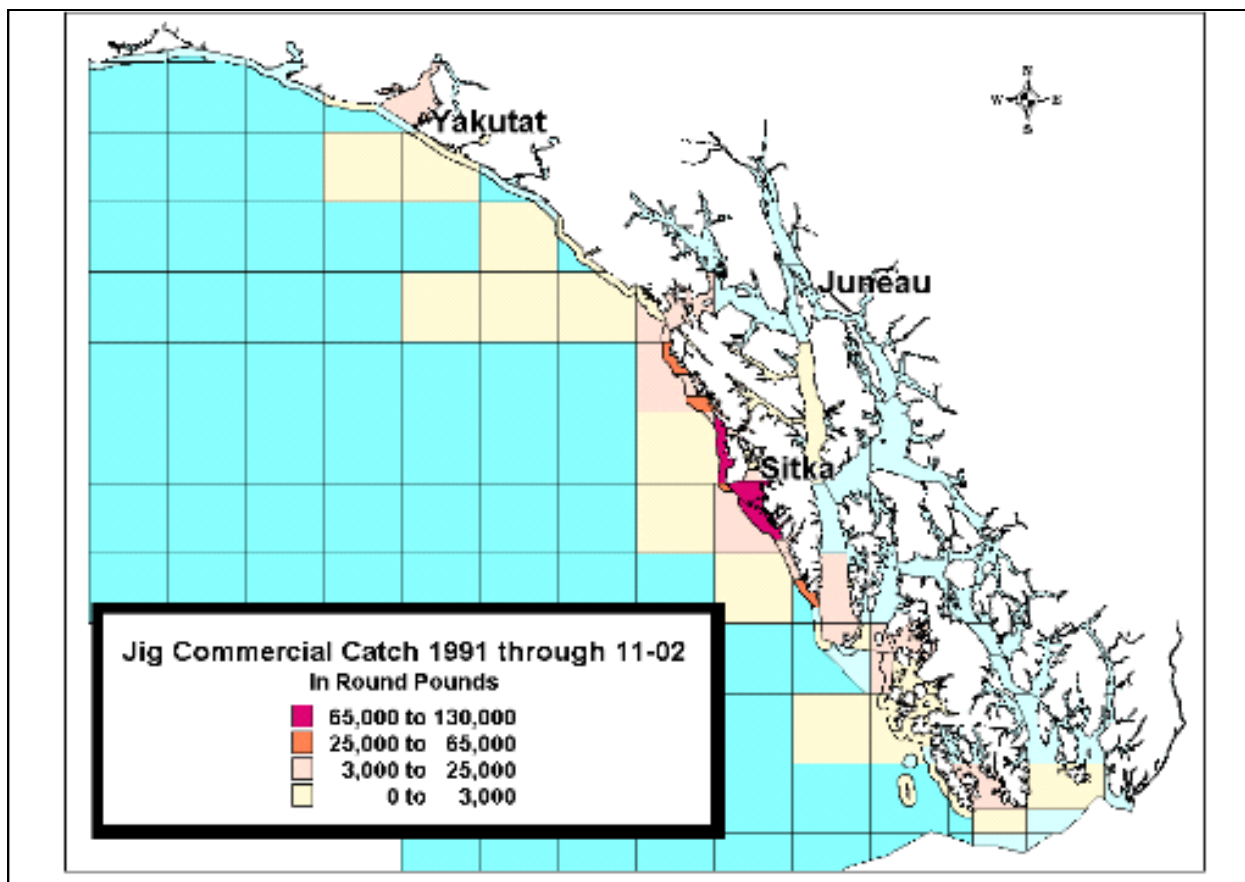 N
W E
S
Yakutat
Juneau
Sitka
Jig Commercial Catch 1991 through 11-02
In Round Pounds
65,000 to 130,000
25,000 to 65,000
3,000 to 25,000
0 to 3,000